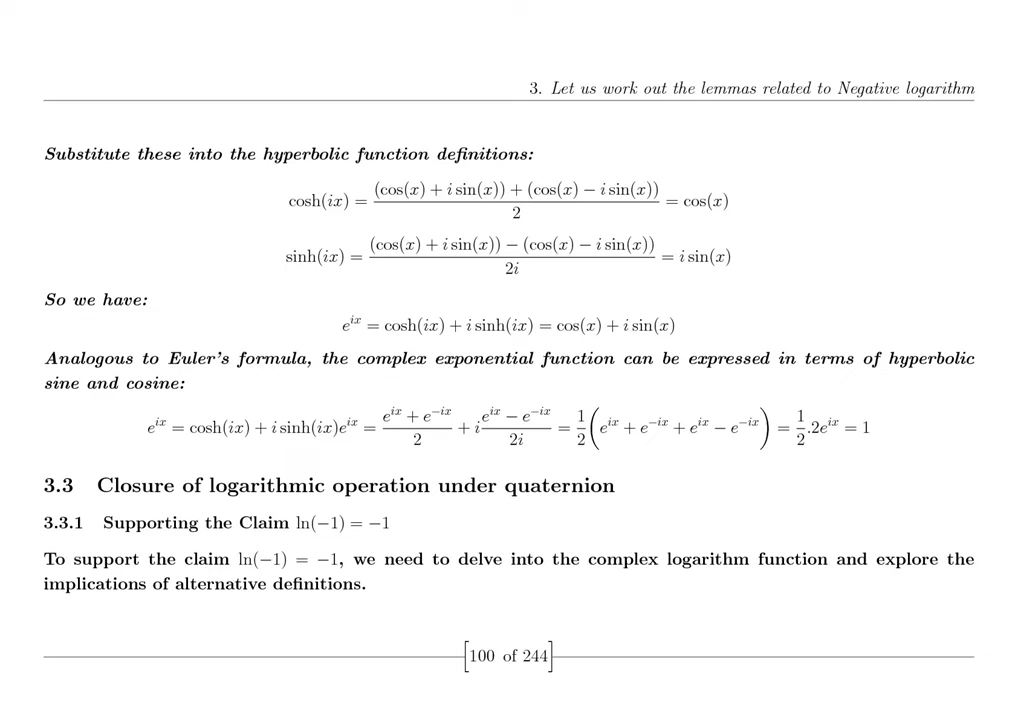 3. Let us work out the lemmas related to Negative logarithm
Substitute these into the hyperbolic function definitions:
cosh(ix) = \frac{(cos(x) + i sin(x)) + (cos(x) − i sin(x))}{2} = cos(x)
sinh(ix) = \frac{(cos(x) + i sin(x)) − (cos(x) − i sin(x))}{2i} = i sin(x)
So we have:
e^{ix} = cosh(ix) + i sinh(ix) = cos(x) + i sin(x)
Analogous to Euler's formula, the complex exponential function can be expressed in terms of hyperbolic
sine and cosine:
e^{ix} = cosh(ix) + i sinh(ix)e^{ix} = \frac{e^{ix} + e^{−ix}}{2} + i\frac{e^{ix} − e^{−ix}}{2i} = \frac{1}{2}(e^{ix} + e^{−ix} + e^{ix} − e^{−ix}) = \frac{1}{2}.2e^{ix} = 1
3.3 Closure of logarithmic operation under quaternion
3.3.1 Supporting the Claim ln(−1) = −1
To support the claim ln(−1) = −1, we need to delve into the complex logarithm function and explore the
implications of alternative definitions.
[100 of 244]